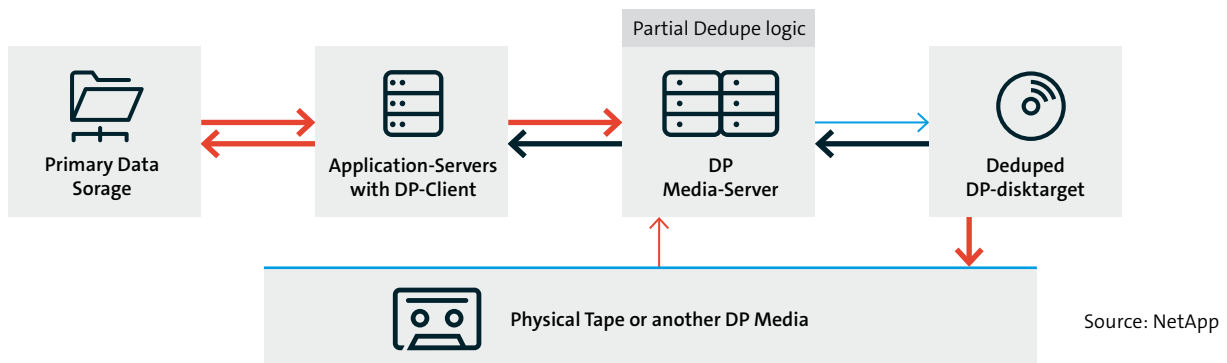 Partial Dedupe logic
Primary Data
Sorage
Application-Servers
with DP-Client
DP
Media-Server
Deduped
DP-disktarget
Physical Tape or another DP Media
Source: NetApp